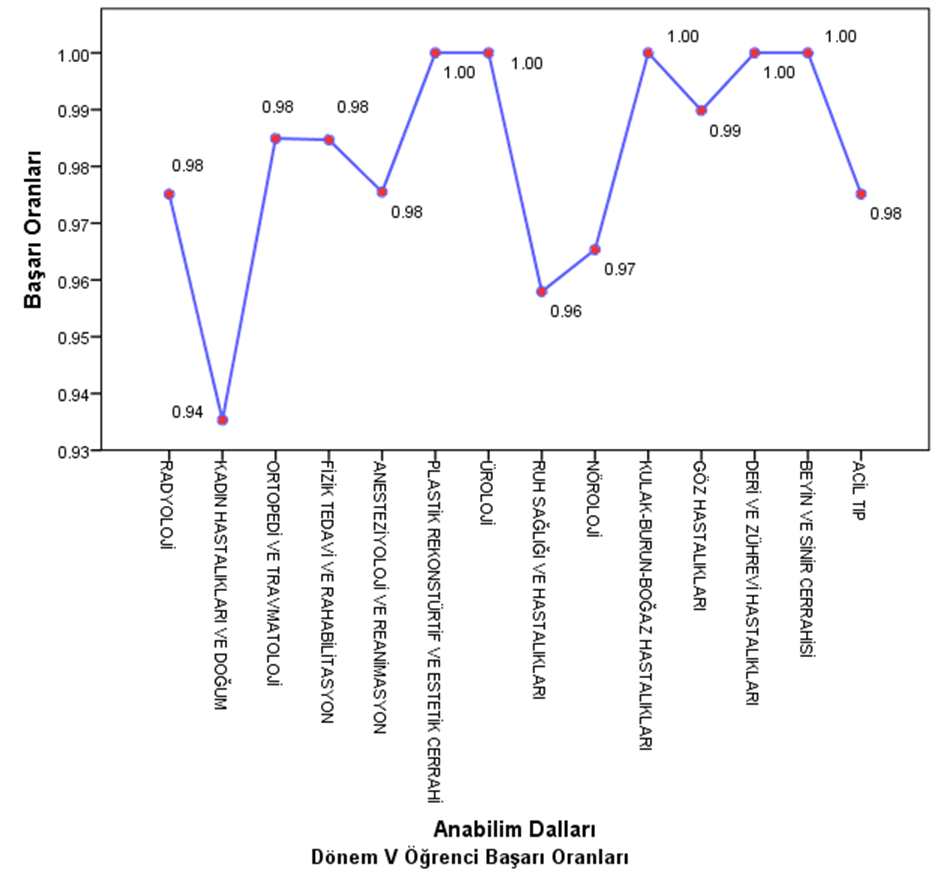 Başarı Oranları
1.00
0.99
0.98
0.97
0.96
0.95
0.94
0.93
0.98
0.94
0.98
0.98
0.98
1.00
1.00
0.96
0.97
1.00
0.99
1.00
1.00
0.98
RADYOLOJİ
KADIN HASTALIKLARI VE DOĞUM
ORTOPEDİ VE TRAVMATOLOJİ
FİZİK TEDAVİ VE RAHABİLİTASYON
ANESTEZİYOLOJİ VE REANİMASYON
PLASTİK REKONSTÜRTİF VE ESTETİK CERRAHİ
ÜROLOJİ
RUH SAĞLIĞI VE HASTALIKLARI
NÖROLOJİ
KULAK-BURUN-BOĞAZ HASTALIKLARI
GÖZ HASTALIKLARI
DERİ VE ZÜHREVİ HASTALIKLARI
BEYİN VE SİNİR CERRAHİSİ
ACİL TIP
Anabilim Dalları
Dönem V Öğrenci Başarı Oranları